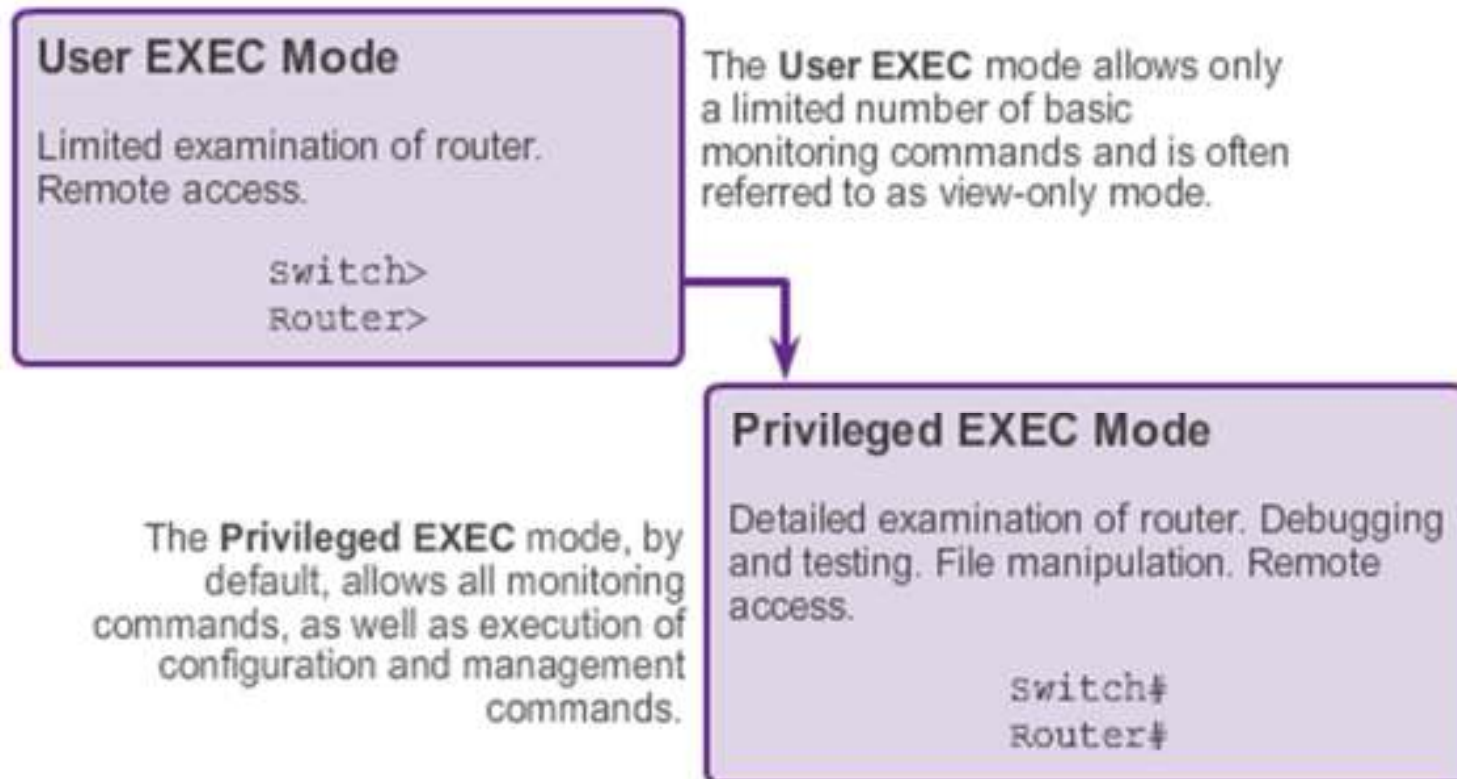 User EXEC Mode
Limited examination of router.
Remote access.
Switch>
Router>
The User EXEC mode allows only
a limited number of basic
monitoring commands and is often
referred to as view-only mode.
Privileged EXEC Mode
Detailed examination of router. Debugging
and testing. File manipulation. Remote
access.
Switch#
Router#
The Privileged EXEC mode, by
default, allows all monitoring
commands, as well as execution of
configuration and management
commands.